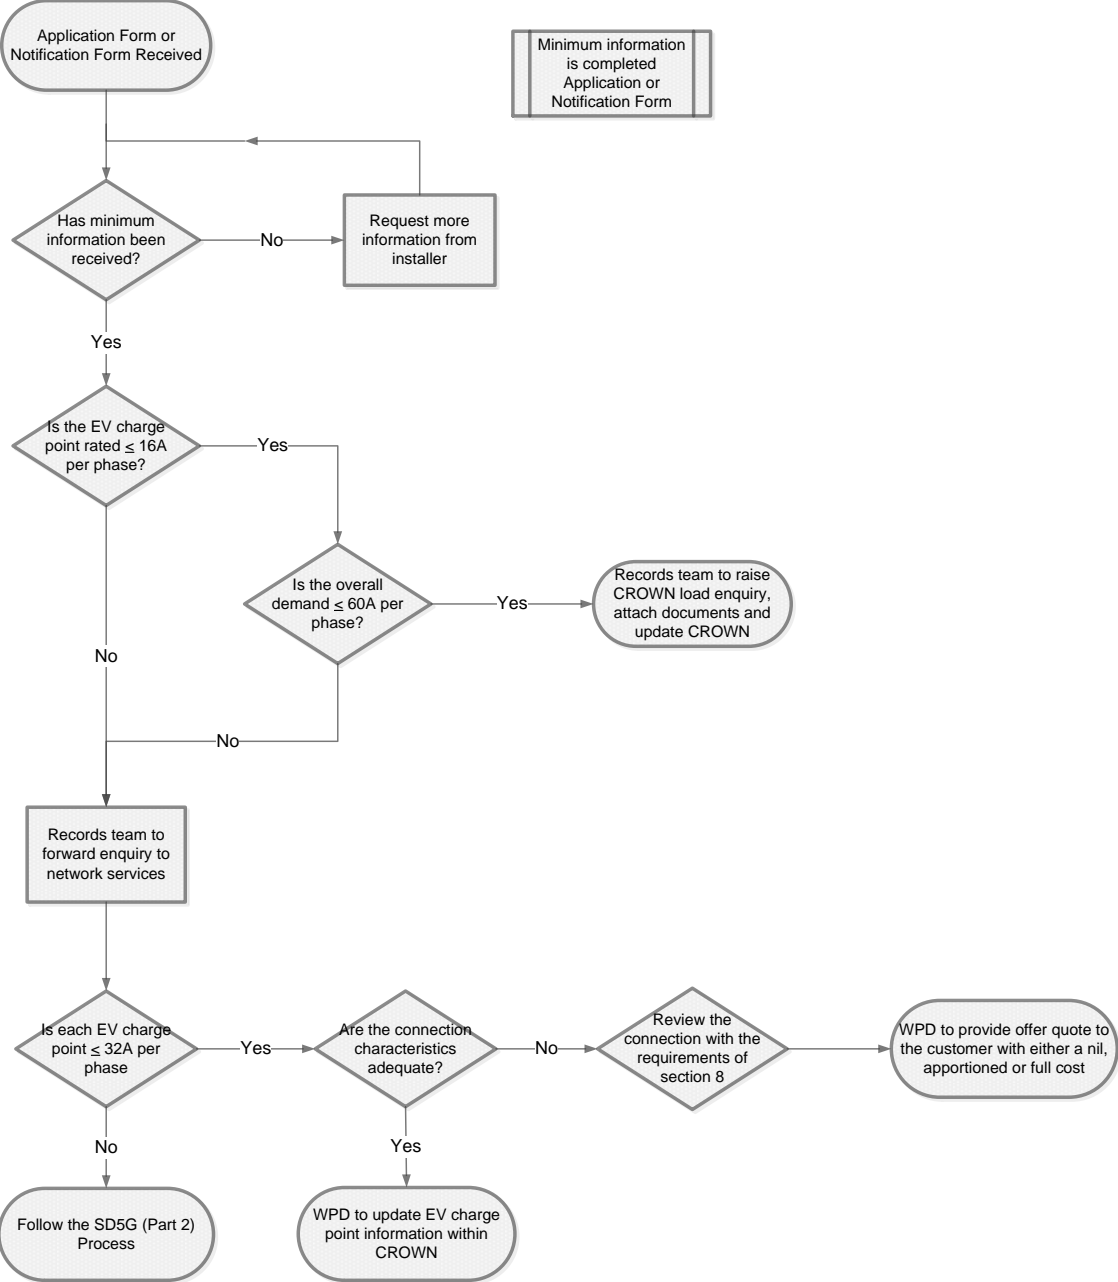 Application Form or
Notification Form Received
Minimum information
is completed
Application or
Notification Form
Has minimum
information been
received?
No
Request more
information from
installer
Yes
Is the EV charge
point rated ≤ 16A
per phase?
Yes
Is the overall
demand ≤ 60A per
phase?
Yes
Records team to raise
CROWN load enquiry,
attach documents and
update CROWN
No
No
Records team to
forward enquiry to
network services
Is each EV charge
point ≤ 32A per
phase
Yes
Are the connection
characteristics
adequate?
No
Review the
connection with the
requirements of
section 8
WPD to provide offer quote to
the customer with either a nil,
apportioned or full cost
No
Yes
Follow the SD5G (Part 2)
Process
WPD to update EV charge
point information within
CROWN